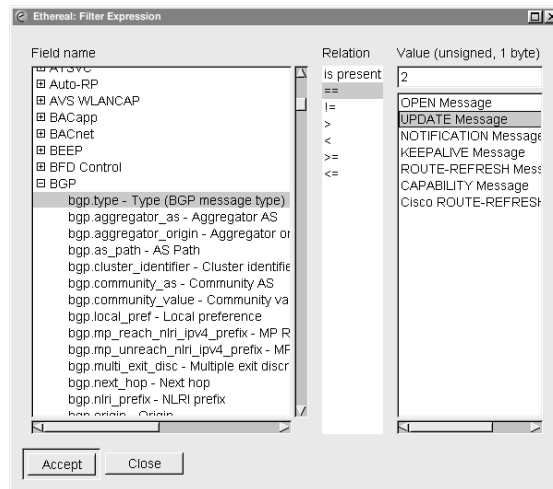 Ethereal: Filter Expression
Field name
Relation
Value (unsigned, 1 byte)
ATSVC
Auto-RP
AVS WLANCAP
BACapp
BACnet
BEEP
BFD Control
BGP
bgp.type - Type (BGP message type)
bgp.aggregator_as - Aggregator AS
bgp.aggregator_origin - Aggregator or
bgp.as_path - AS Path
bgp.cluster_identifier - Cluster identifie
bgp.community_as - Community AS
bgp.community_value - Community va
bgp.local_pref - Local preference
bgp.mp_reach_nlri_ipv4_prefix - MP R
bgp.mp_unreach_nlri_ipv4_prefix - MF
bgp.multi_exit_disc - Multiple exit discr
bgp.next_hop - Next hop
bgp.nlri_prefix - NLRI prefix
bgp.origin - Origin
is present
==
!=
>
<
>=
<=
2
OPEN Message
UPDATE Message
NOTIFICATION Message
KEEPALIVE Message
ROUTE-REFRESH Mess
CAPABILITY Message
Cisco ROUTE-REFRESH
Accept
Close